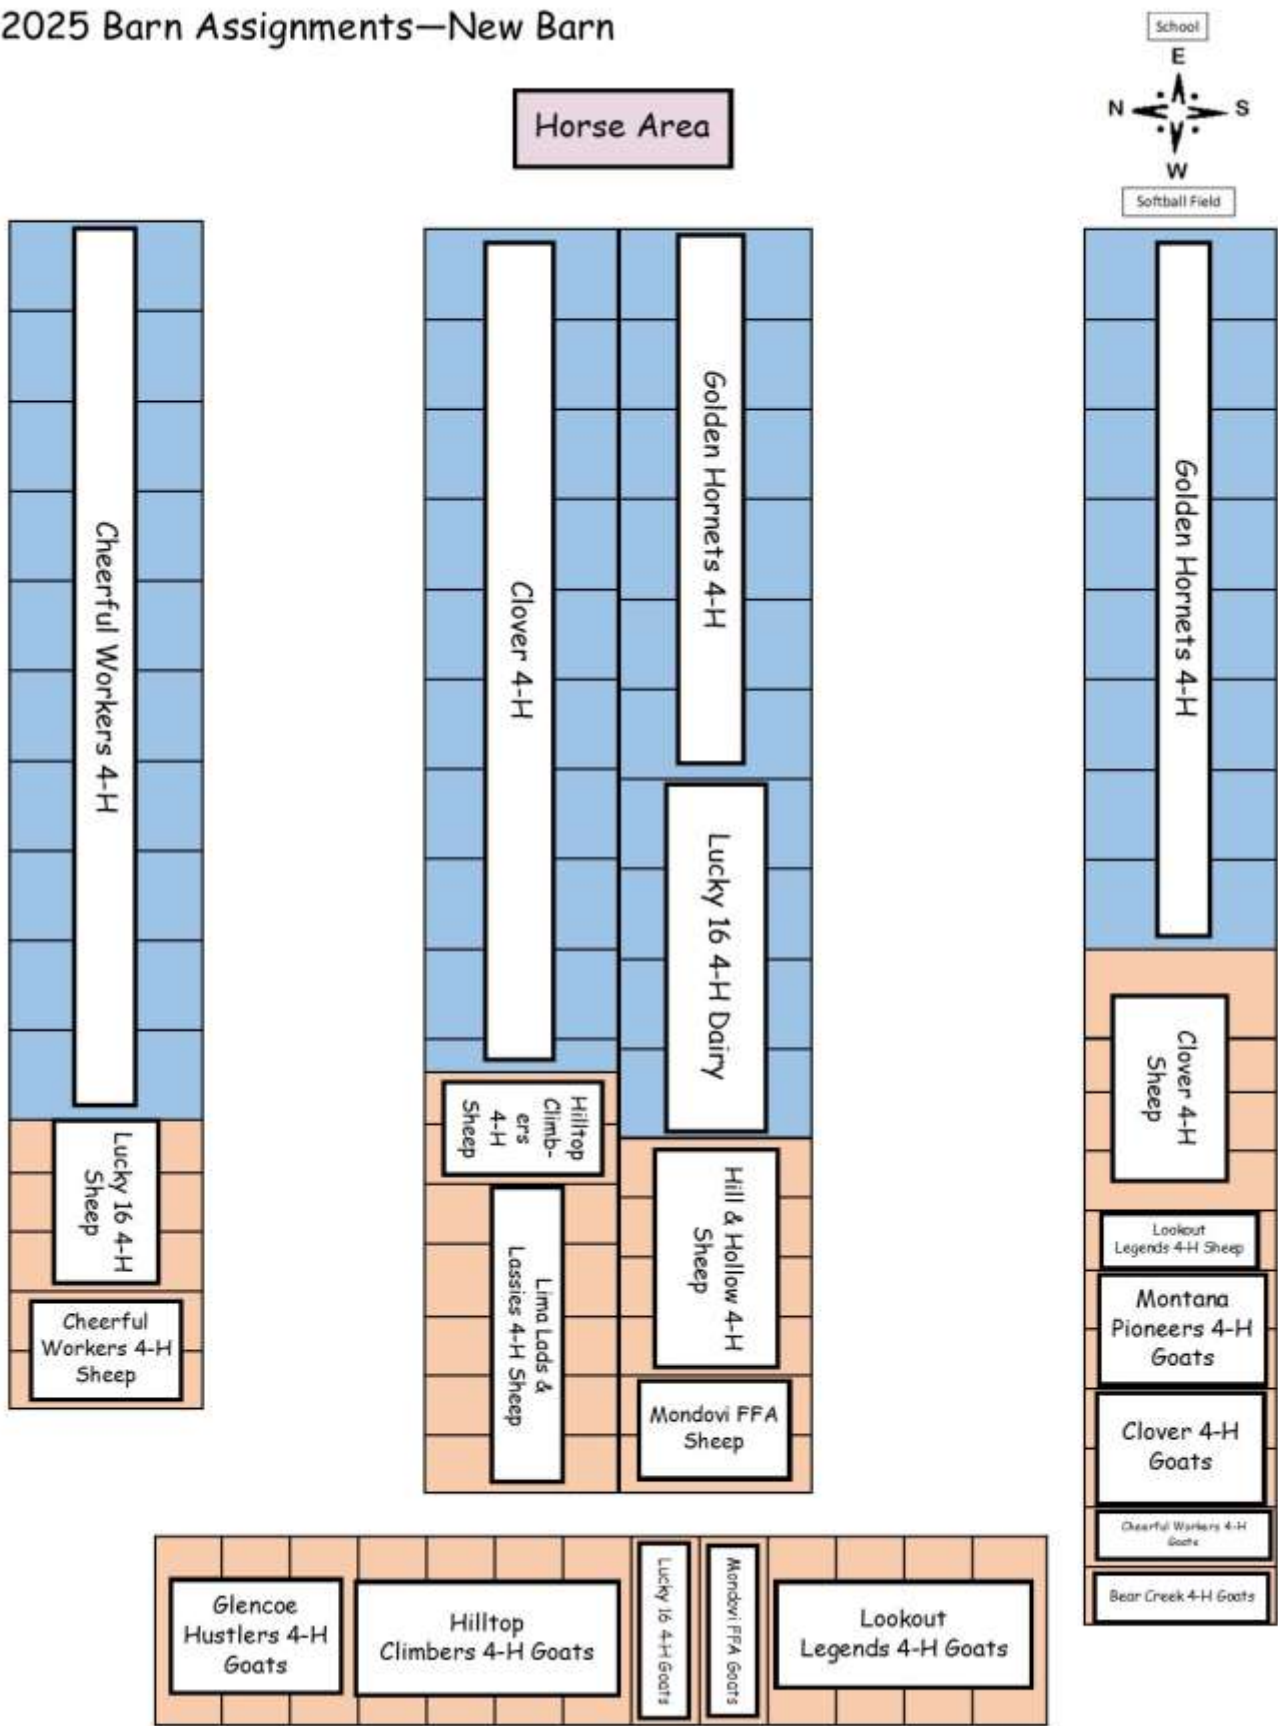 2025 Barn Assignments—New Barn
School
E
N
S
W
Softball Field
Horse Area
Cheerful Workers 4-H
Lucky 16 4-H
Sheep
Cheerful
Workers 4-H
Sheep
Clover 4-H
Hilltop
Climb-
ers
4-H
Sheep
Lima Lads &
Lassies 4-H Sheep
Golden Hornets 4-H
Lucky 16 4-H Dairy
Hill & Hollow 4-H
Sheep
Mondovi FFA
Sheep
Golden Hornets 4-H
Clover 4-H
Sheep
Lookout
Legends 4-H Sheep
Montana
Pioneers 4-H
Goats
Clover 4-H
Goats
Cheerful Workers 4-H
Goats
Bear Creek 4-H Goats
Glencoe
Hustlers 4-H
Goats
Hilltop
Climbers 4-H Goats
Lucky 16 4-H Goats
Mondovi FFA Goats
Lookout
Legends 4-H Goats